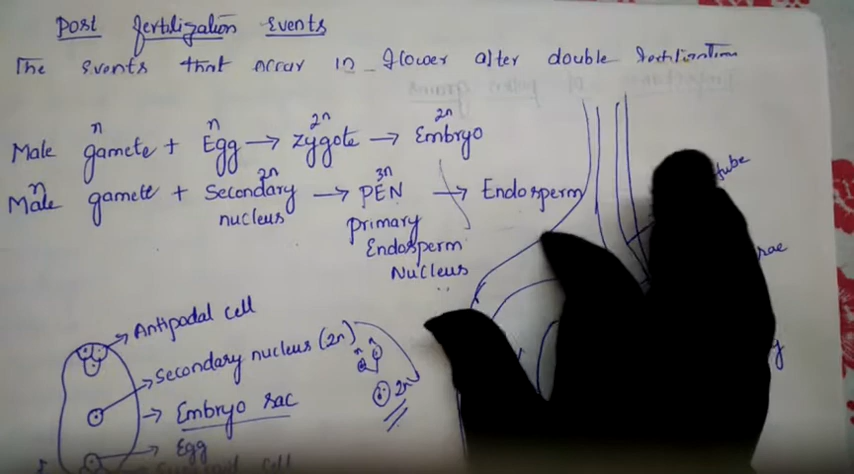 Post fertilization Events
The events that occur in flower after double fertilization
n n 2n 2n
Male gamete + Egg → zygote → Embryo
n 2n 3n
Male gamete + Secondary nucleus → PEN → Endosperm
Primary
Endosperm
Nucleus
tube
Antipodal cell
Secondary nucleus (2n)
n n
2n
Embryo sac
Egg
cell